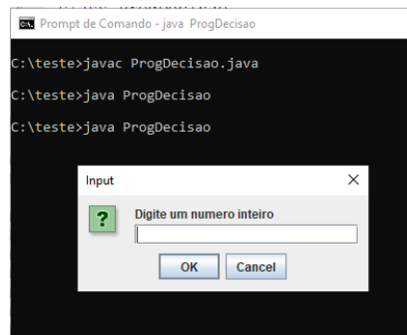 Prompt de Comando - java ProgDecisao
C:\teste>javac ProgDecisao.java
C:\teste>java ProgDecisao
C:\teste>java ProgDecisao
Input
Digite um numero inteiro
OK
Cancel